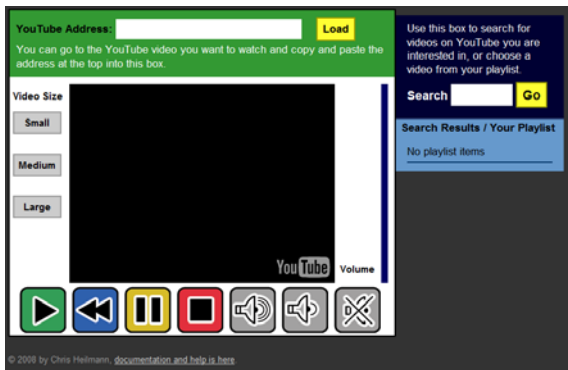 YouTube Address:
Load
You can go to the YouTube video you want to watch and copy and paste the
address at the top into this box.
Video Size
Small
Medium
Large
YouTube
Volume
Use this box to search for
videos on YouTube you are
interested in, or choose a
video from your playlist.
Search
Go
Search Results / Your Playlist
No playlist items
© 2008 by Chris Heilmann, documentation and help is here.